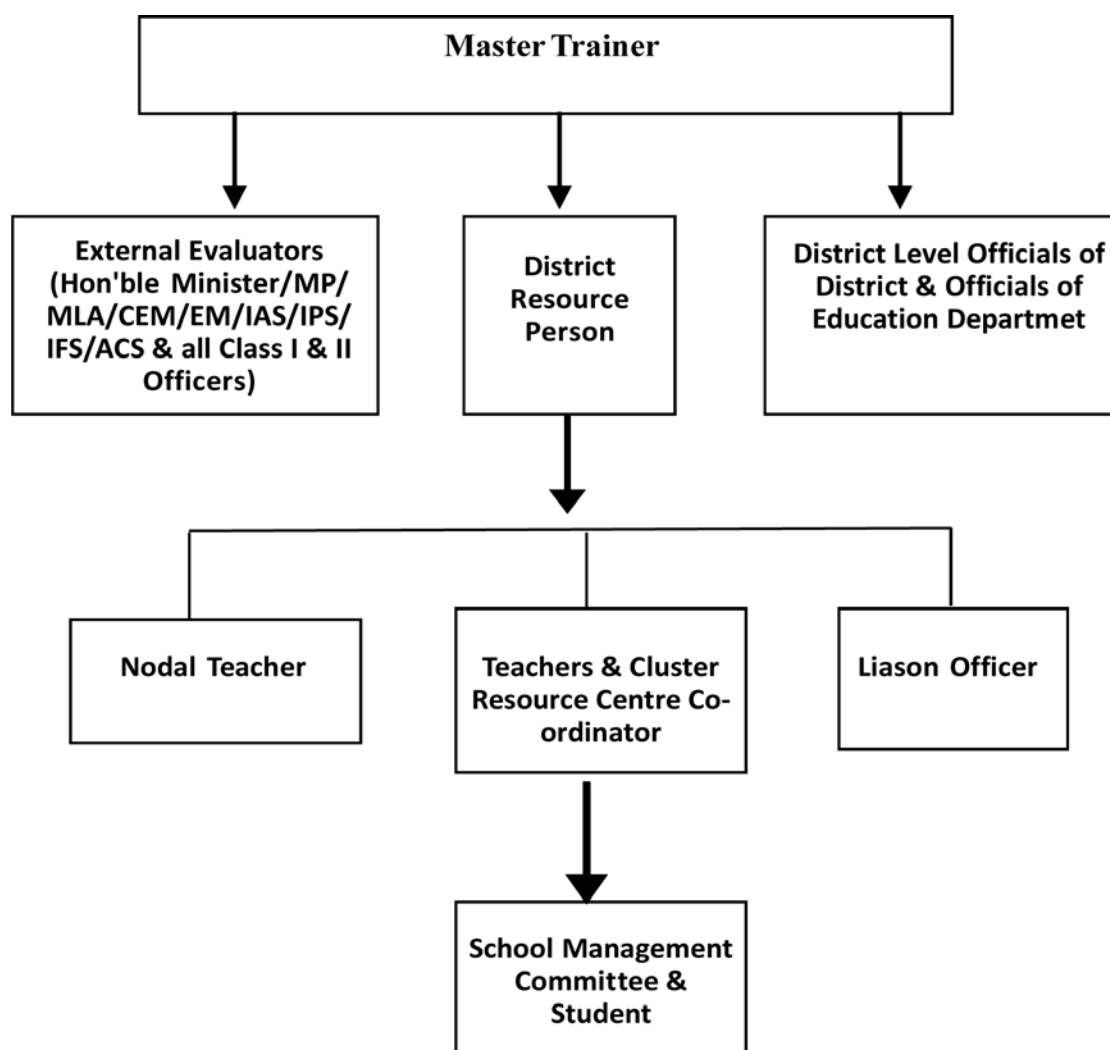 Master Trainer
External Evaluators
(Hon'ble Minister/MP/
MLA/CEM/EM/IAS/IPS/
IFS/ACS & all Class I & II
Officers)
District
Resource
Person
District Level Officials of
District & Officials of
Education Departmet
Nodal Teacher
Teachers & Cluster
Resource Centre Co-
ordinator
Liason Officer
School Management
Committee &
Student